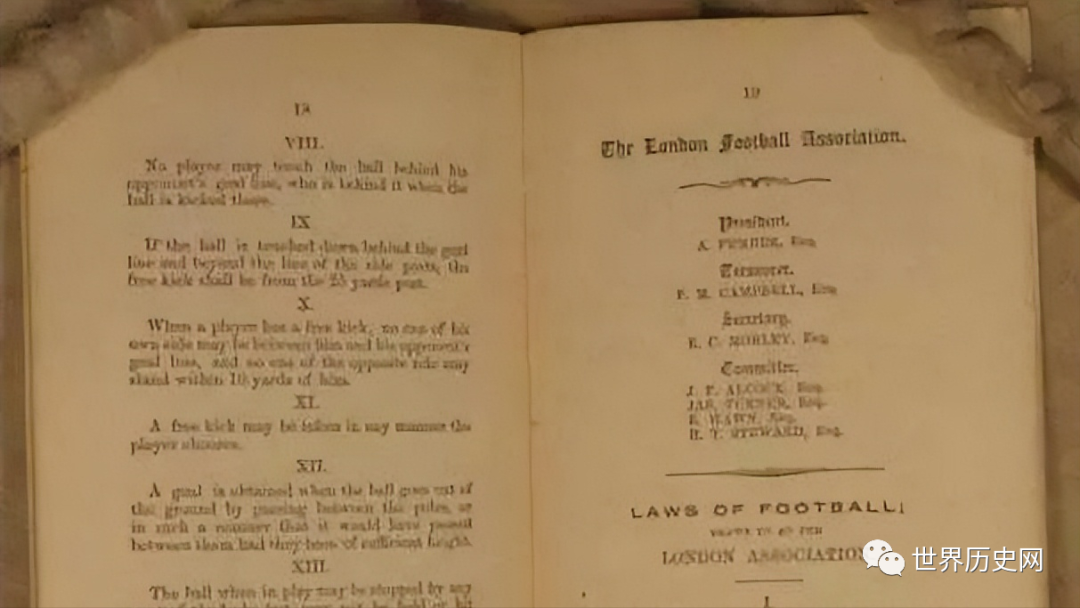 18
VIII.
No player may touch the ball behind his
opponent's goal line, who is behind it when the
ball is kicked there.
IX
If the ball is touched down behind the goal
line and beyond the line of the side posts, the
free kick shall be from the 25 yards post.
X.
When a player has a free kick, no one of his
own side may be between him and his opponent's
goal line, and no one of the opposite side may
stand within 10 yards of him.
XI.
A free kick may be taken in any manner the
player chooses.
XII.
A goal is obtained when the ball goes out of
the ground by passing between the poles, or
in such a manner that it would have passed
between them had they been of sufficient height.
XIII.
The ball when in play may be stopped by any
19
The London Football Association.
President.
A. Esq.
Treasurer.
F. M. CAMPBELL, Esq.
Secretary.
E. C. MORLEY, Esq.
Committee.
J. F. ALCOCK, Esq.
JAS. TURNER, Esq.
Esq.
H. T. STEWARD, Esq.
LAWS OF FOOTBALL;
LONDON ASSOCIATION
I.
世界历史网